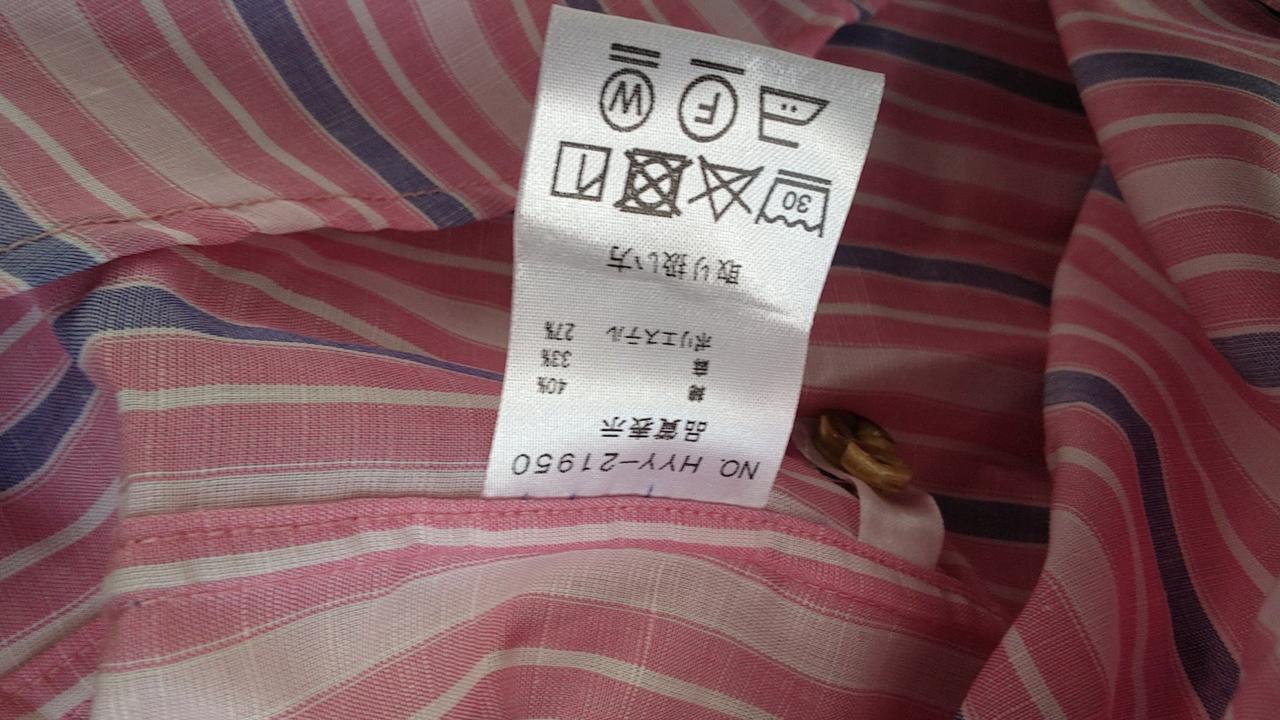 NO. HYY-21950
品質表示
綿 40%
麻 33%
ポリエステル 27%
取り扱い方
30
F
W